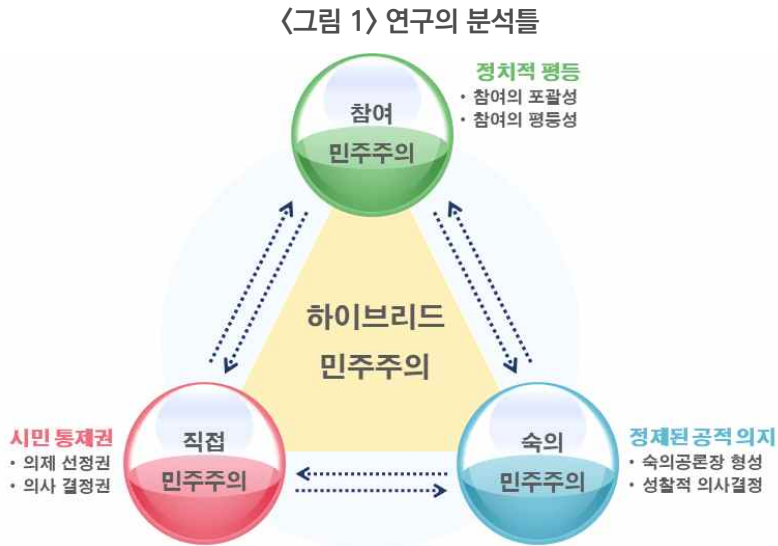 〈그림 1〉 연구의 분석틀
정치적 평등
• 참여의 포괄성
• 참여의 평등성
참여
민주주의
하이브리드
민주주의
시민 통제권
• 의제 선정권
• 의사 결정권
직접
민주주의
숙의
민주주의
정제된 공적 의지
• 숙의공론장 형성
• 성찰적 의사결정